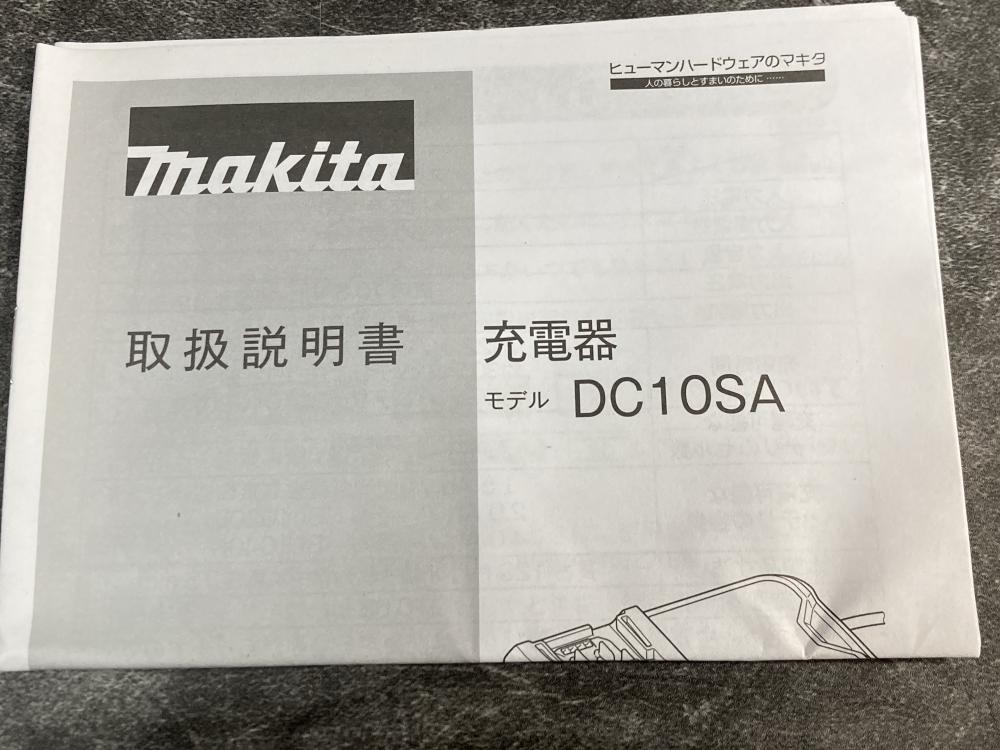 ヒューマンハードウェアのマキタ
人の暮らしとすまいのために……
makita
取扱説明書
充電器
モデル DC10SA